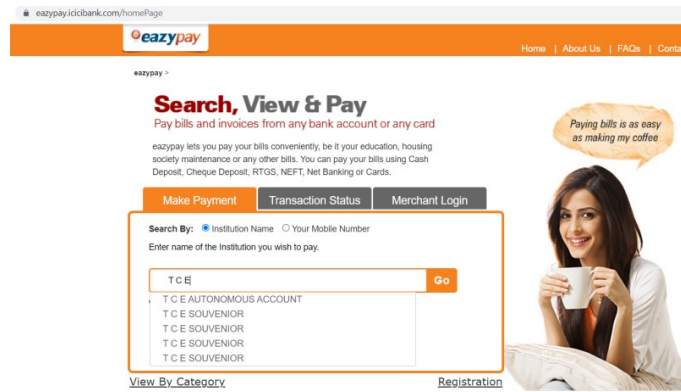 eazypay.icicibank.com/homePage
eazypay
Home | About Us | FAQs | Conta
eazypay >
Search, View & Pay
Pay bills and invoices from any bank account or any card
eazypay lets you pay your bills conveniently, be it your education, housing
society maintenance or any other bills. You can pay your bills using Cash
Deposit, Cheque Deposit, RTGS, NEFT, Net Banking or Cards.
Paying bills is as easy
as making my coffee
Make Payment Transaction Status Merchant Login
Search By: Institution Name Your Mobile Number
Enter name of the Institution you wish to pay.
T C E
Go
T C E AUTONOMOUS ACCOUNT
T C E SOUVENIOR
T C E SOUVENIOR
T C E SOUVENIOR
T C E SOUVENIOR
View By Category Registration